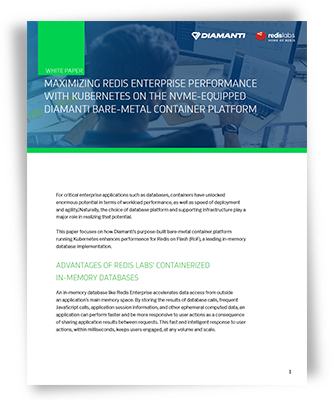 DIAMANTI
redislabs
HOME OF REDIS
WHITE PAPER
MAXIMIZING REDIS ENTERPRISE PERFORMANCE
WITH KUBERNETES ON THE NVME-EQUIPPED
DIAMANTI BARE-METAL CONTAINER PLATFORM
For critical enterprise applications such as databases, containers have unlocked
enormous potential in terms of workload performance, as well as speed of deployment
and agility.Naturally, the choice of database platform and supporting infrastructure play a
major role in realizing that potential.
This paper focuses on how Diamanti's purpose-built bare-metal container platform
running Kubernetes enhances performance for Redis on Flash (RoF), a leading in-memory
database implementation.
ADVANTAGES OF REDIS LABS' CONTAINERIZED
IN-MEMORY DATABASES
An in-memory database like Redis Enterprise accelerates data access from outside
an application's main memory space. By storing the results of database calls, frequent
JavaScript calls, application session information, and other ephemeral computed data, an
application can perform faster and be more responsive to user actions as a consequence
of sharing application results between requests. This fast and intelligent response to user
actions, within milliseconds, keeps users engaged, at any volume and scale.
1